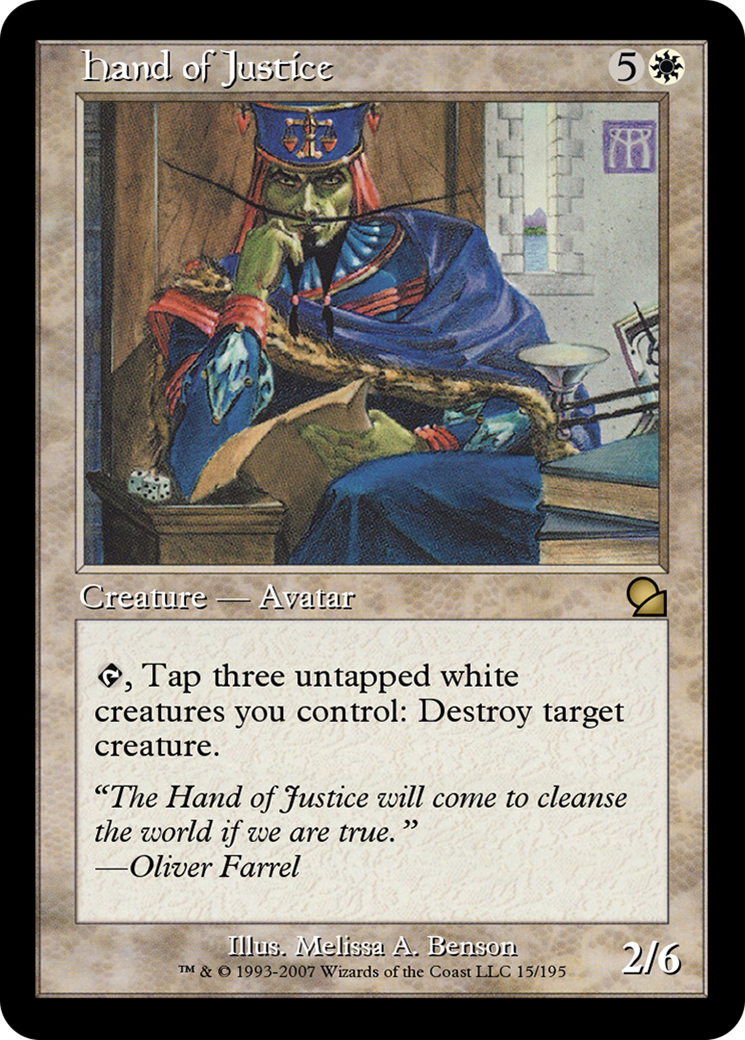 Hand of Justice 5
Creature — Avatar
, Tap three untapped white
creatures you control: Destroy target
creature.
“The Hand of Justice will come to cleanse
the world if we are true.”
—Oliver Farrel
Illus. Melissa A. Benson
™ & © 1993-2007 Wizards of the Coast LLC 15/195
2/6